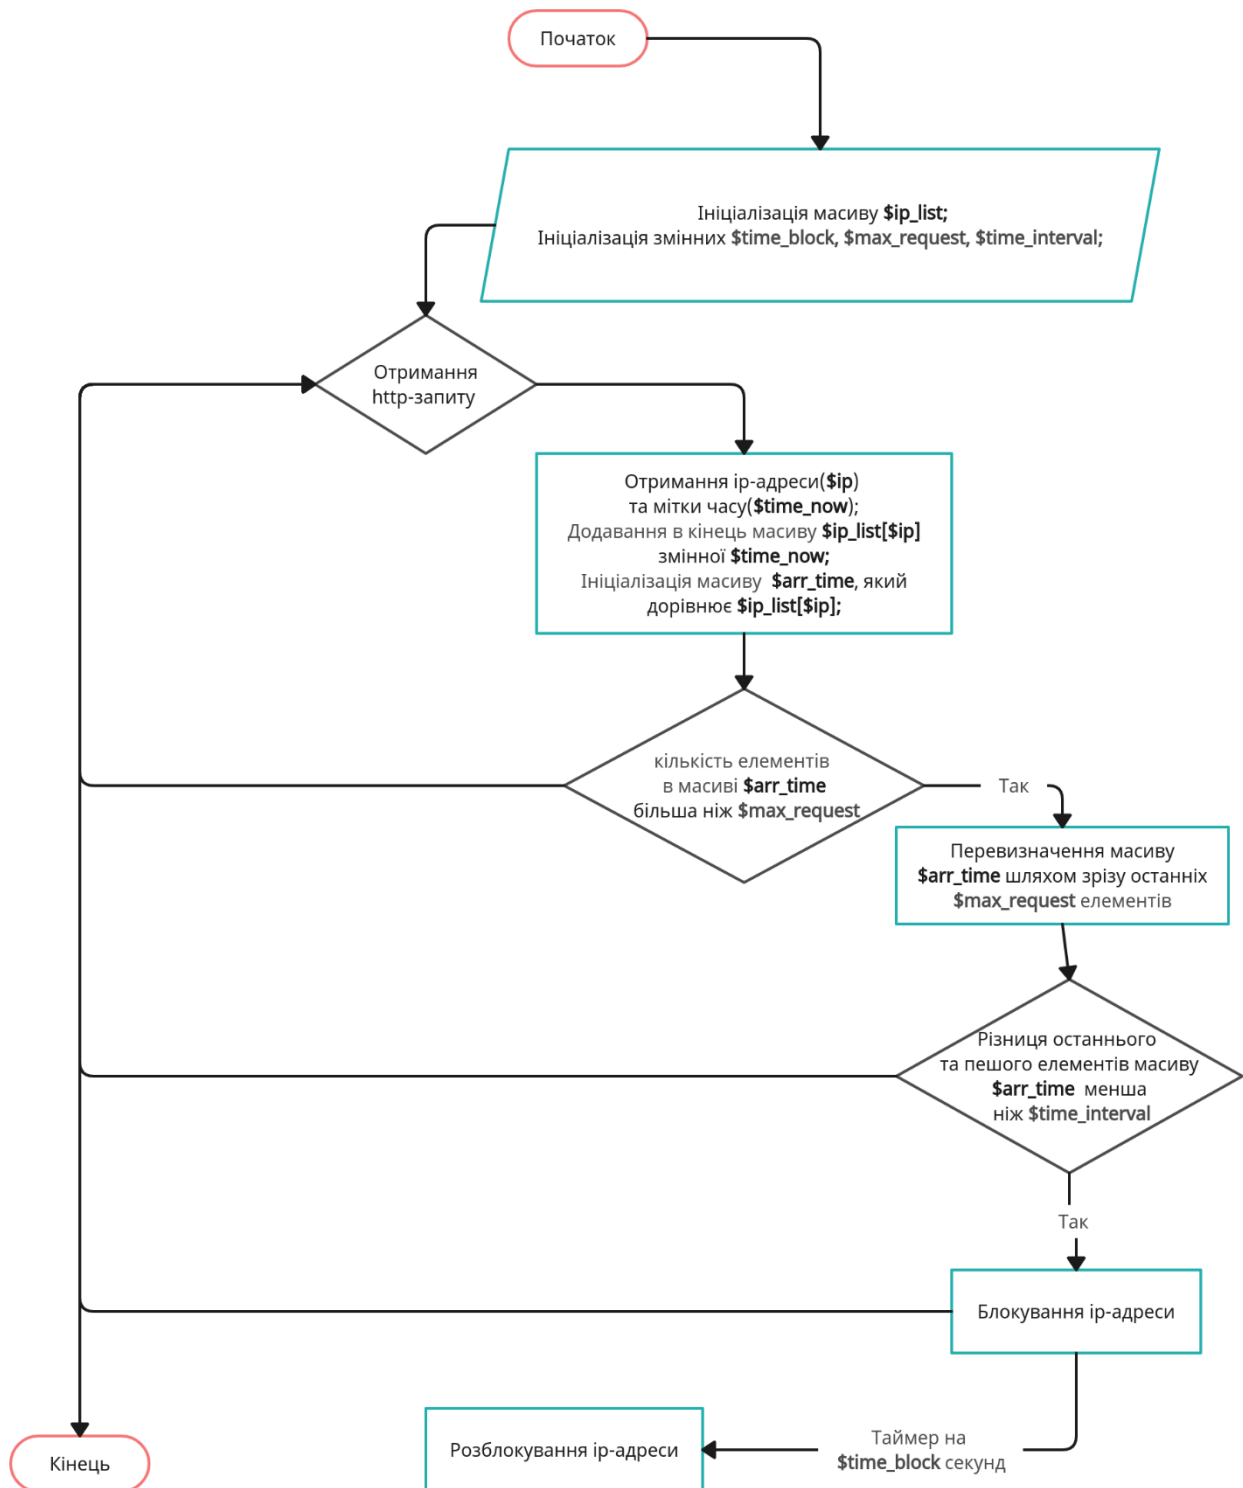 Початок
Ініціалізація масиву $ip_list;
Ініціалізація змінних $time_block, $max_request, $time_interval;
Отримання
http-запиту
Отримання ip-адреси($ip)
та мітки часу($time_now);
Додавання в кінець масиву $ip_list[$ip]
змінної $time_now;
Ініціалізація масиву $arr_time, який
дорівнює $ip_list[$ip];
кількість елементів
в масиві $arr_time
більша ніж $max_request
Так
Перевизначення масиву
$arr_time шляхом зрізу останніх
$max_request елементів
Різниця останнього
та пешого елементів масиву
$arr_time менша
ніж $time_interval
Так
Блокування ip-адреси
Таймер на
$time_block секунд
Розблокування ip-адреси
Кінець